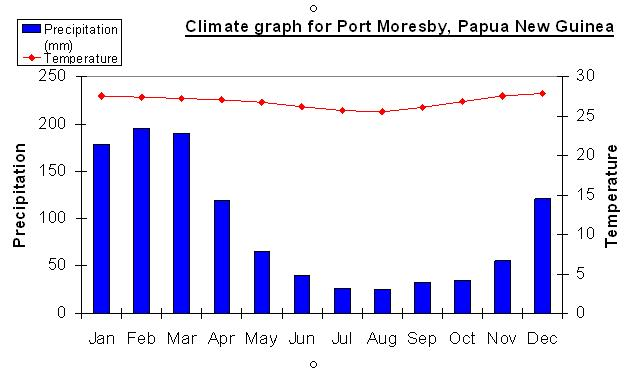 Climate graph for Port Moresby, Papua New Guinea
Precipitation
(mm)
Temperature
250
200
150
100
50
0
Precipitation
30
25
20
15
10
5
0
Temperature
Jan Feb Mar Apr May Jun Jul Aug Sep Oct Nov Dec